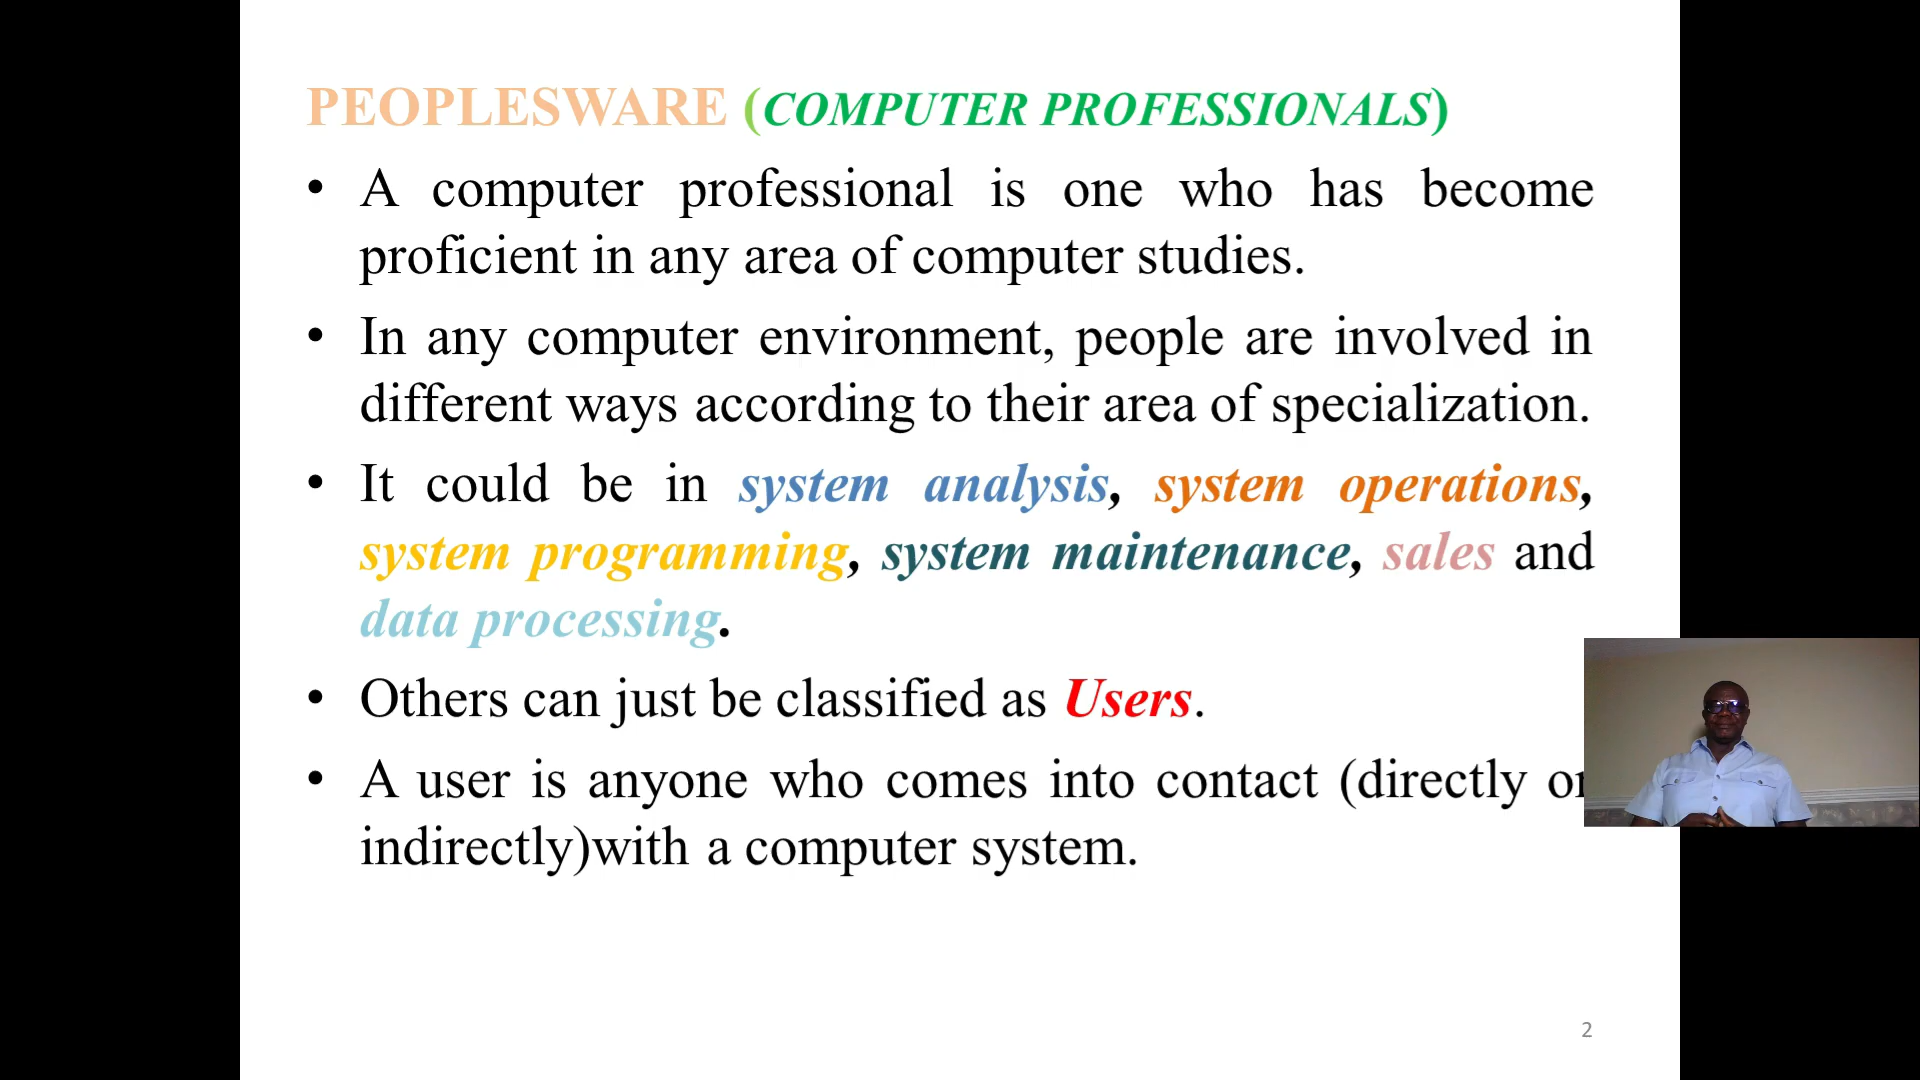 PEOPLESWARE (COMPUTER PROFESSIONALS)
• A computer professional is one who has become
proficient in any area of computer studies.
• In any computer environment, people are involved in
different ways according to their area of specialization.
• It could be in system analysis, system operations,
system programming, system maintenance, sales and
data processing.
• Others can just be classified as Users.
• A user is anyone who comes into contact (directly or
indirectly)with a computer system.
2